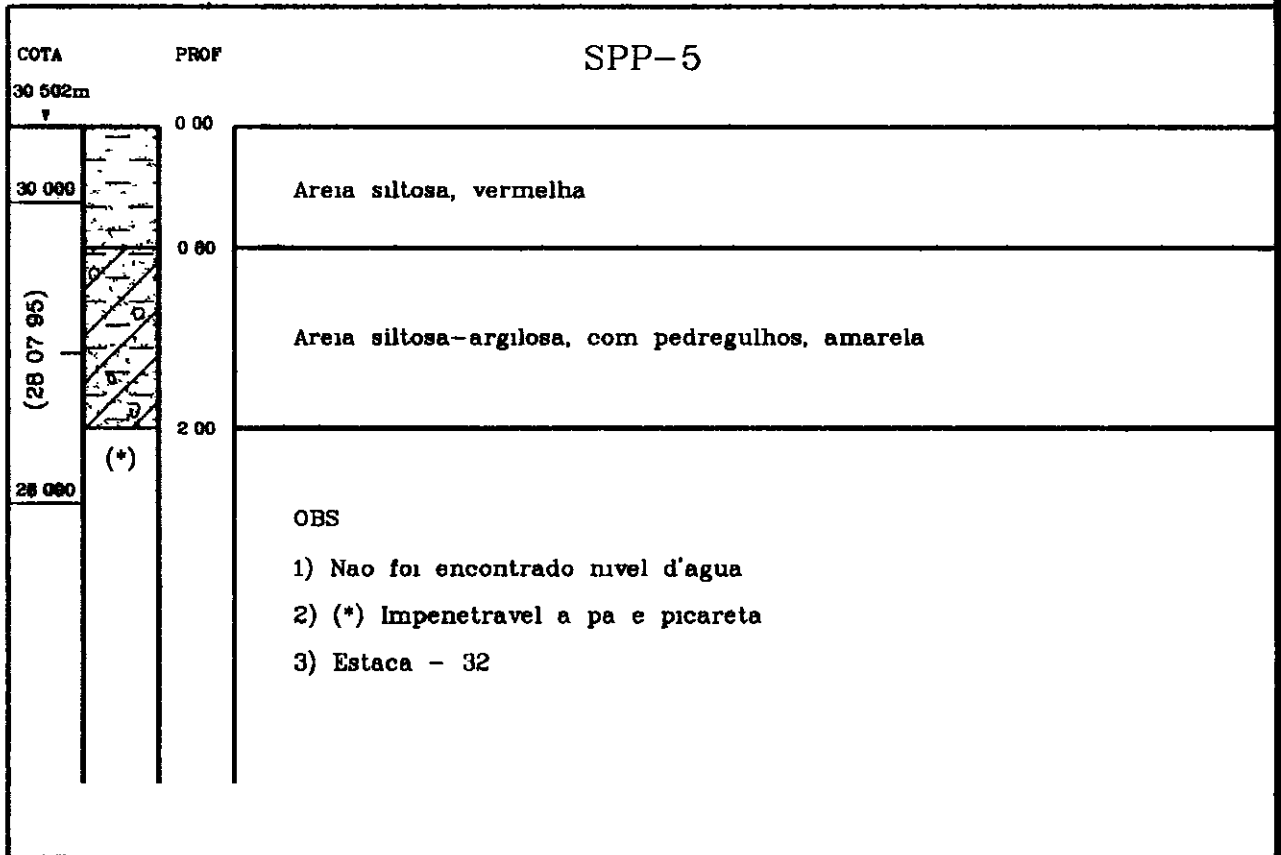 COTA PROF SPP-5
30 502m
0 00
30 000
Areia siltosa, vermelha
0 80
(28 07 95)
Areia siltosa-argilosa, com pedregulhos, amarela
2 00
(*)
28 000
OBS
1) Nao foi encontrado nivel d'agua
2) (*) Impenetravel a pa e picareta
3) Estaca - 32